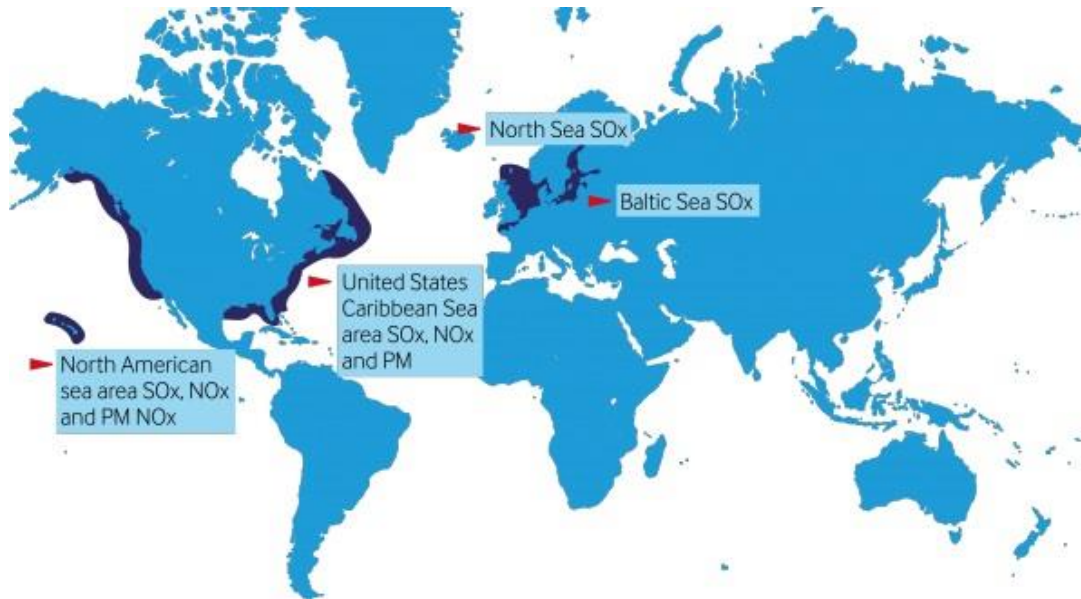 North Sea SOx
Baltic Sea SOx
United States
Caribbean Sea
area SOx, NOx
and PM
North American
sea area SOx, NOx
and PM NOx